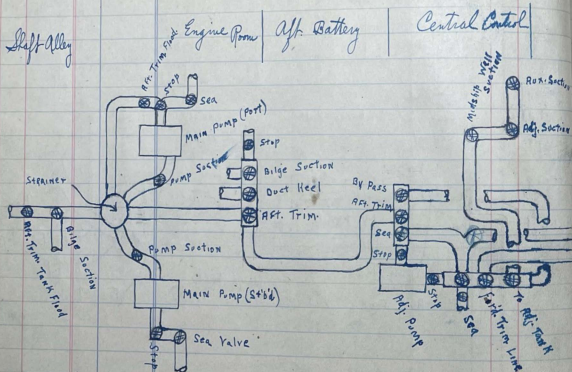 Shaft Alley
Engine Room
Aft. Battery
Central Control
Aft. Trim Flood
Stop
Sea
Main Pump (Port)
Stop
Pump Suction
Bilge Suction
Duct Keel
Aft. Trim.
Strainer
Aft. Trim Tank Flood
Bilge Suction
Pump Suction
Main Pump (St'b'd)
Stop
Sea Valve
By Pass
Aft. Trim
Sea
Stop
Adj. Pump
Stop
Sea
For'd Trim Line
To Adj. Tank
Midship Well Suction
Aux. Suction
Adj. Suction